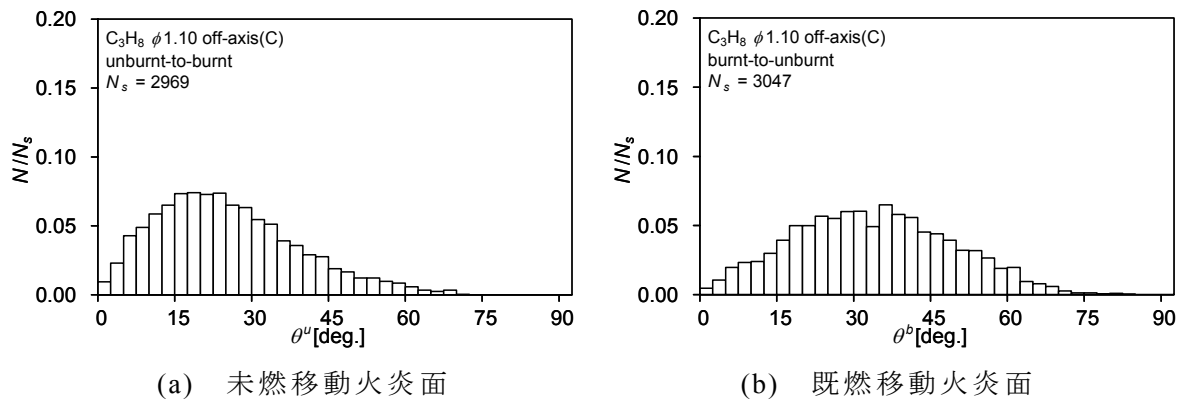 0.20
C₃H₈ ϕ1.10 off-axis(C)
unburnt-to-burnt
Nₛ = 2969
0.15
N/Nₛ
0.10
0.05
0.00
0 15 30 45 60 75 90
θᵘ[deg.]
(a) 未燃移動火炎面
0.20
C₃H₈ ϕ1.10 off-axis(C)
burnt-to-unburnt
Nₛ = 3047
0.15
N/Nₛ
0.10
0.05
0.00
0 15 30 45 60 75 90
θᵇ[deg.]
(b) 既燃移動火炎面